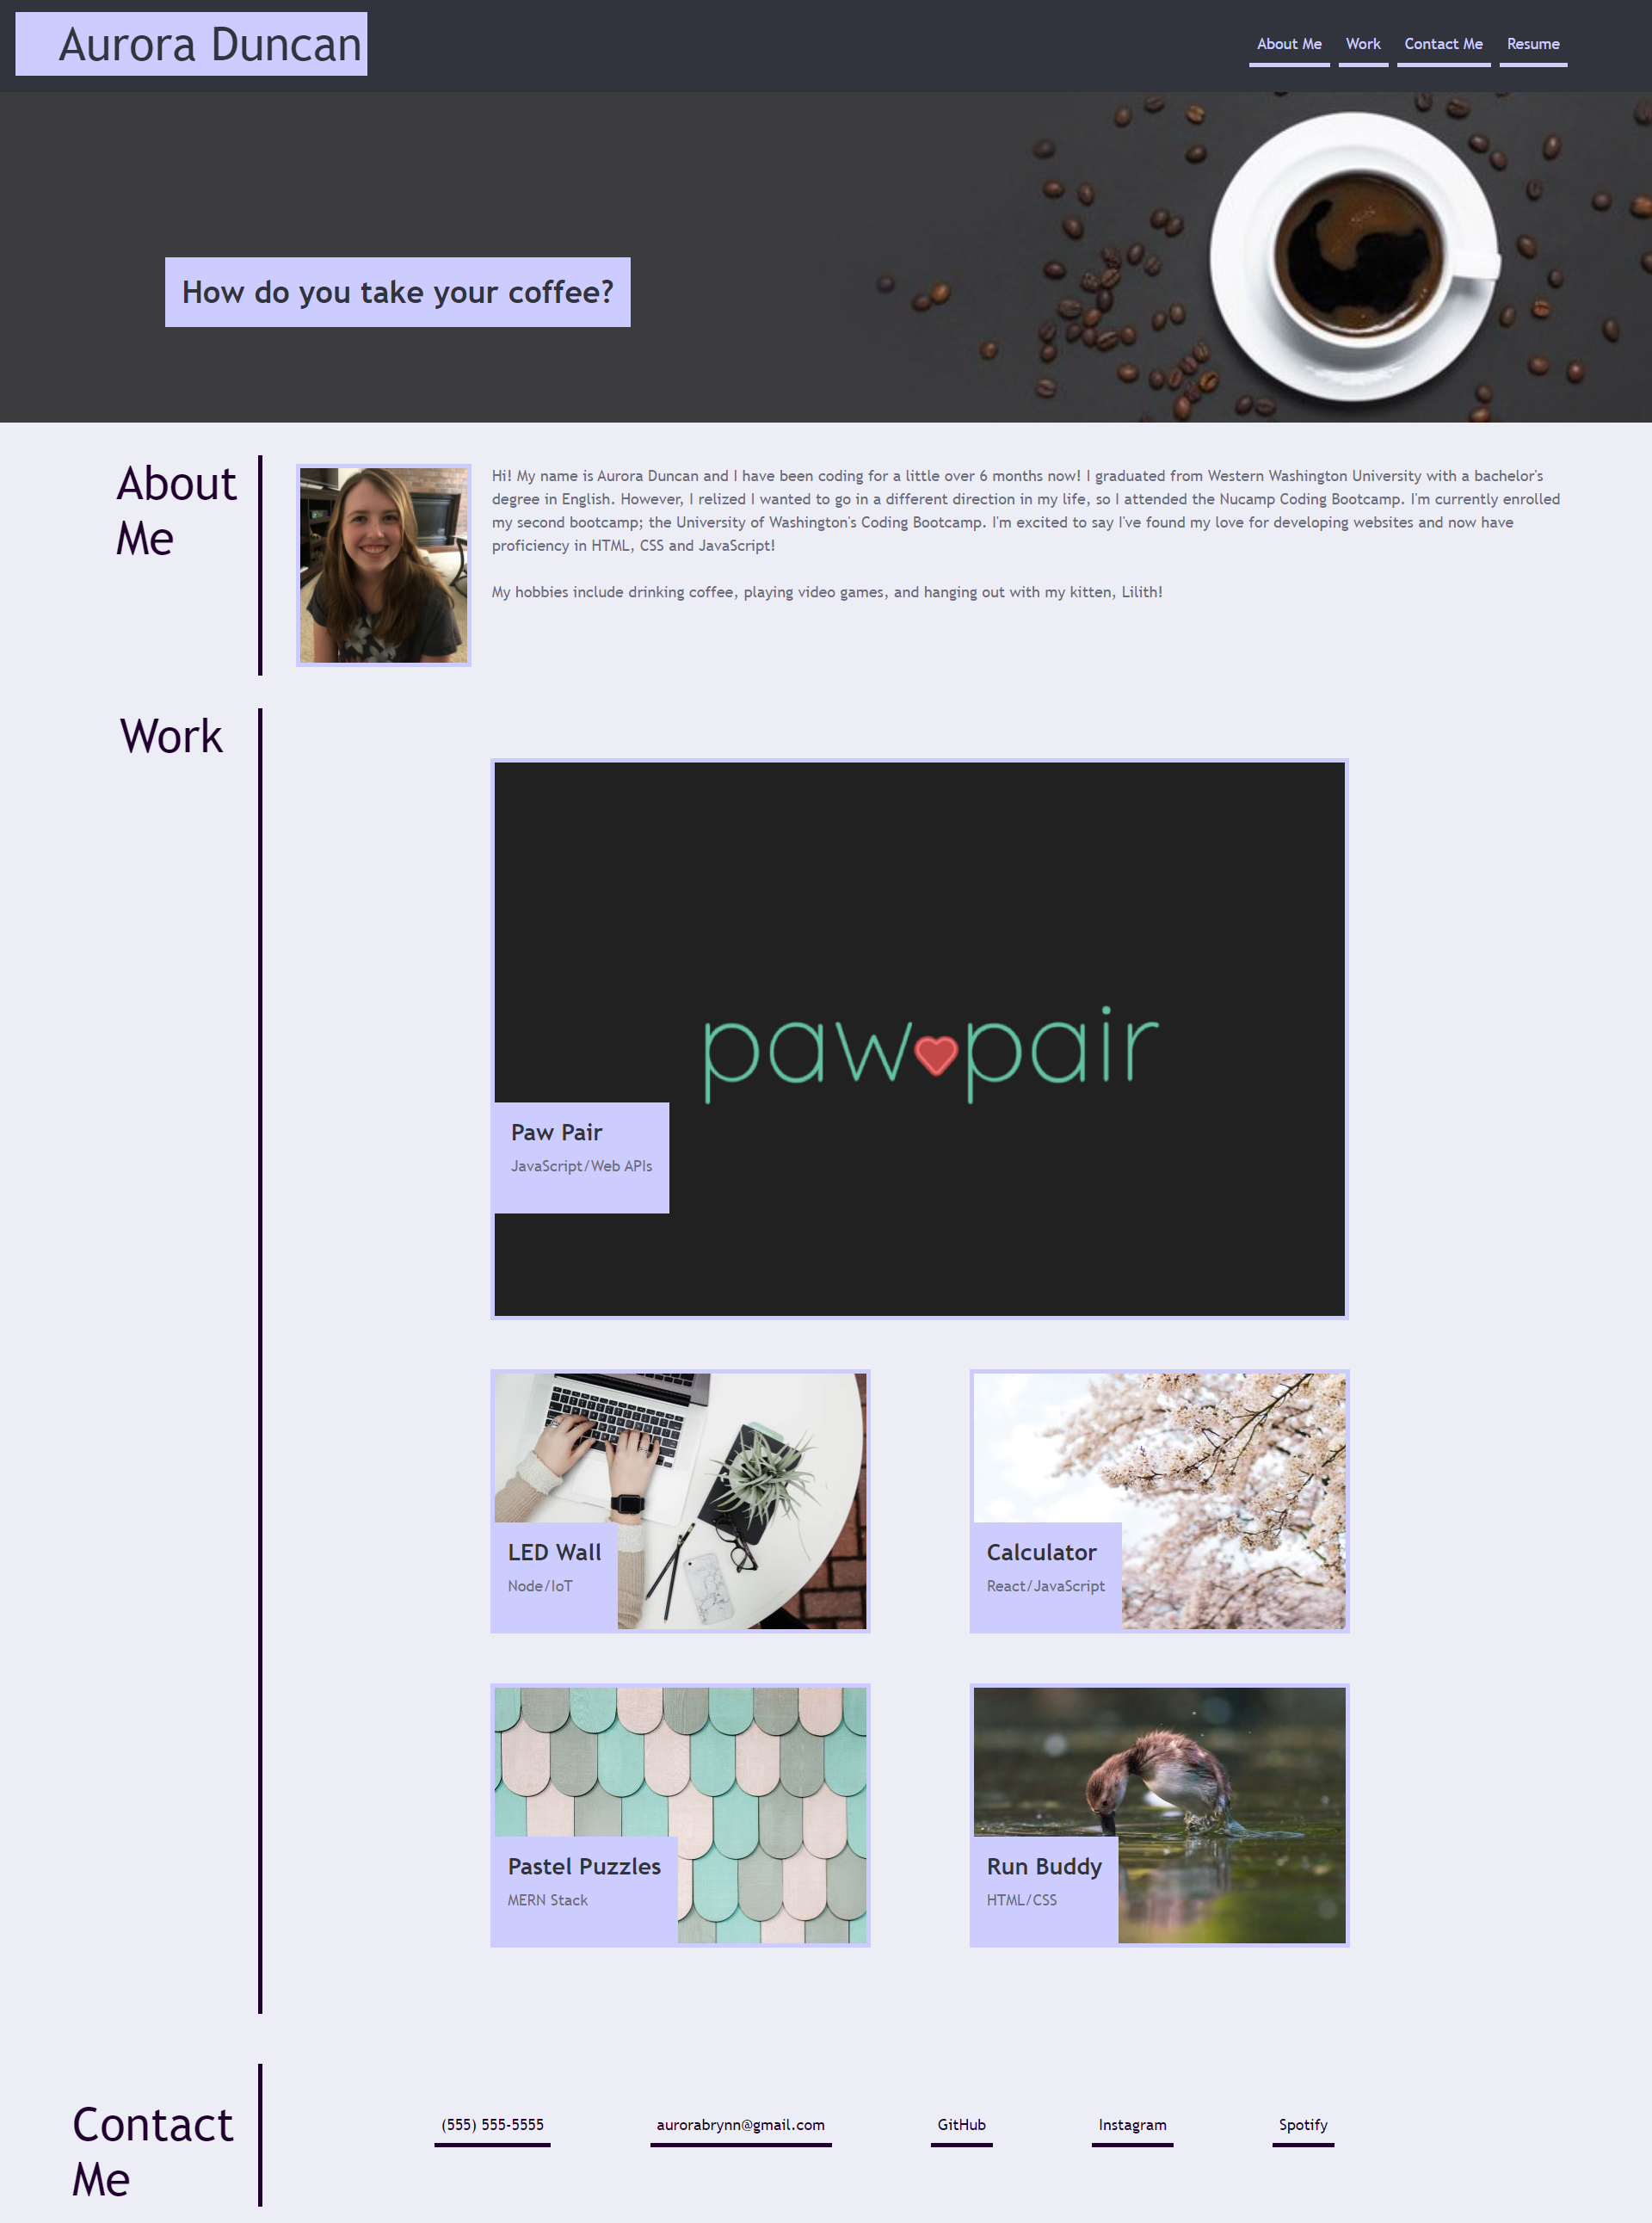 Aurora Duncan
About Me Work Contact Me Resume
How do you take your coffee?
About
Me
Hi! My name is Aurora Duncan and I have been coding for a little over 6 months now! I graduated from Western Washington University with a bachelor's
degree in English. However, I relized I wanted to go in a different direction in my life, so I attended the Nucamp Coding Bootcamp. I'm currently enrolled
my second bootcamp; the University of Washington's Coding Bootcamp. I'm excited to say I've found my love for developing websites and now have
proficiency in HTML, CSS and JavaScript!
My hobbies include drinking coffee, playing video games, and hanging out with my kitten, Lilith!
Work
paw pair
Paw Pair
JavaScript/Web APIs
LED Wall
Node/IoT
Calculator
React/JavaScript
Pastel Puzzles
MERN Stack
Run Buddy
HTML/CSS
Contact
Me
(555) 555-5555 aurorabrynn@gmail.com GitHub Instagram Spotify